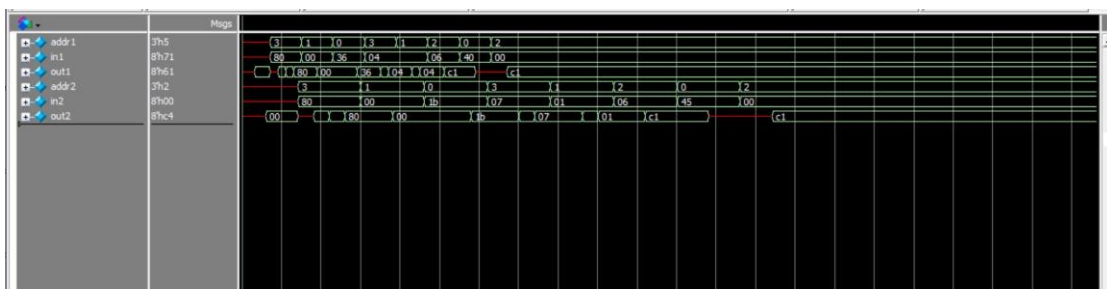 Msgs
addr1 3'h5 3 1 0 3 1 2 0 2
in1 8'h71 80 00 36 04 06 40 00
out1 8'h61 80 00 36 04 04 c1 c1
addr2 3'h2 3 1 0 3 1 2 0 2
in2 8'h00 80 00 1b 07 01 06 45 00
out2 8'hc4 00 80 00 1b 07 01 c1 c1